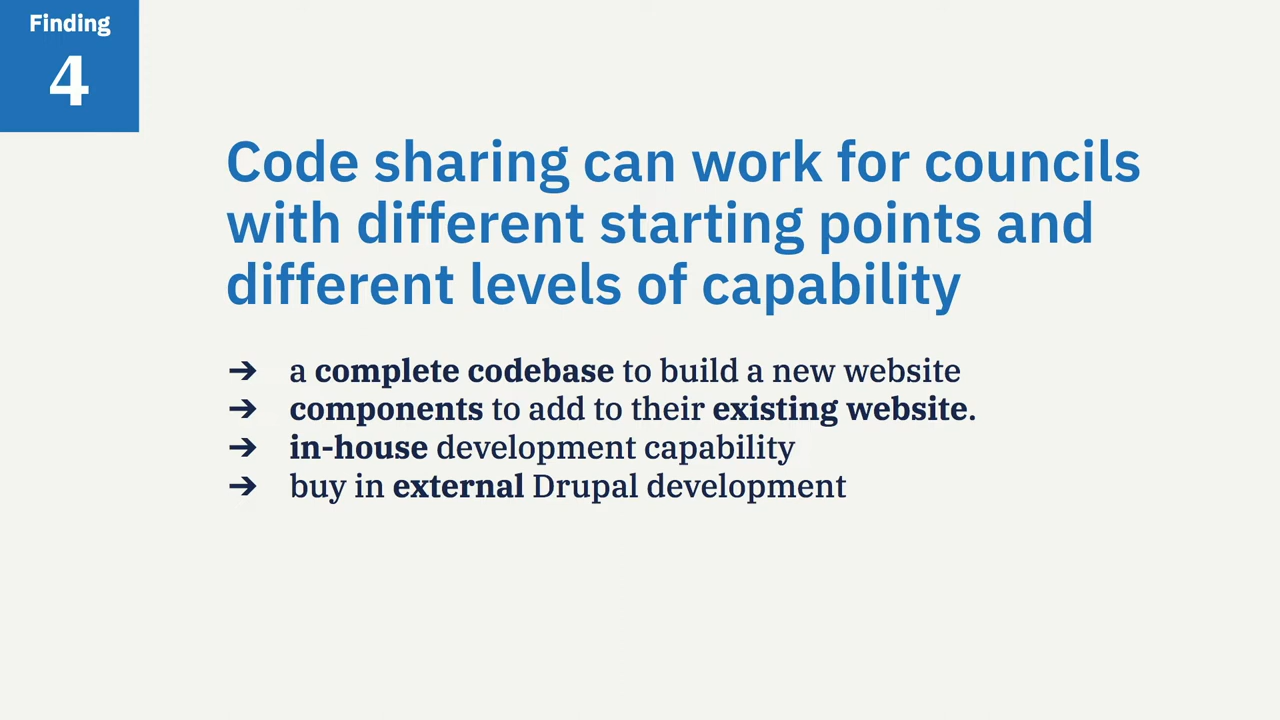 Finding
4
Code sharing can work for councils
with different starting points and
different levels of capability
➔ a complete codebase to build a new website
➔ components to add to their existing website.
➔ in-house development capability
➔ buy in external Drupal development